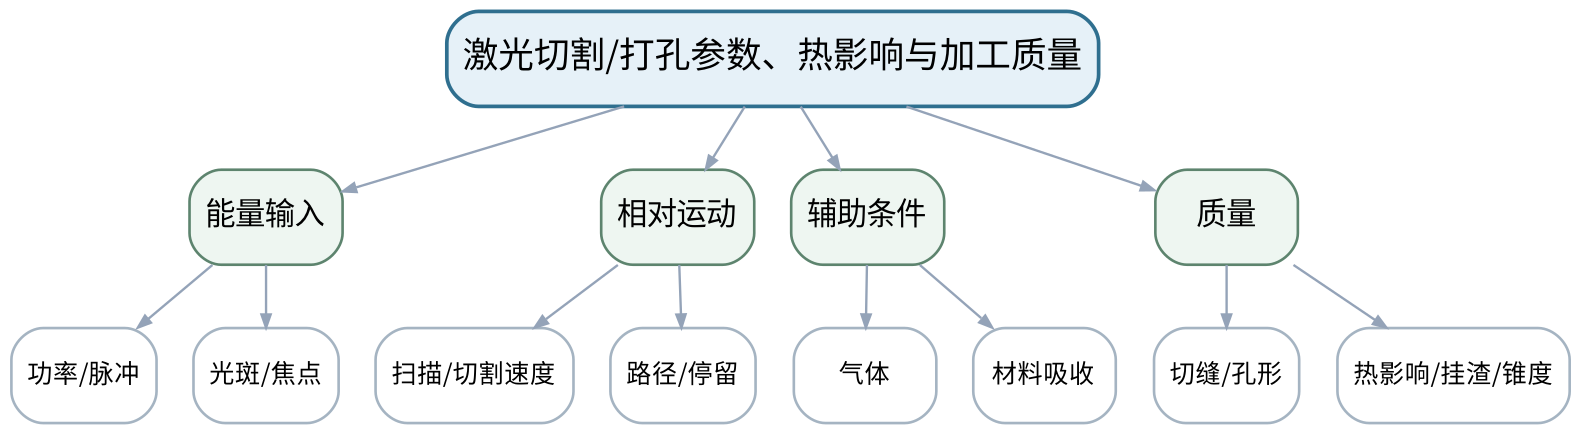 激光切割/打孔参数、热影响与加工质量
能量输入
相对运动
辅助条件
质量
功率/脉冲
光斑/焦点
扫描/切割速度
路径/停留
气体
材料吸收
切缝/孔形
热影响/挂渣/锥度